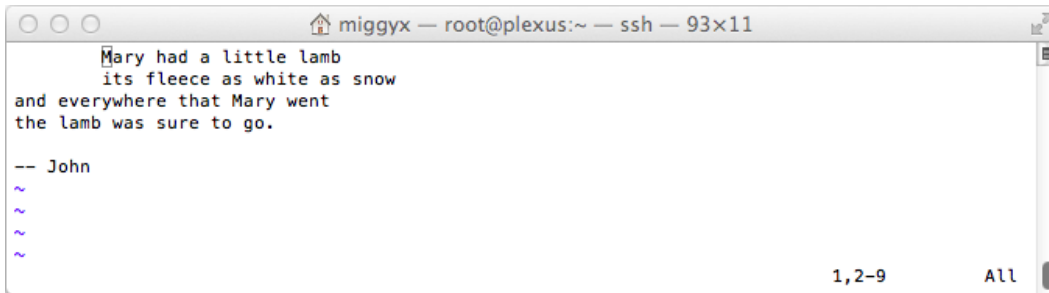 miggyx — root@plexus:~ — ssh — 93×11
Mary had a little lamb
its fleece as white as snow
and everywhere that Mary went
the lamb was sure to go.
-- John
~
~
~
~
1,2-9 All